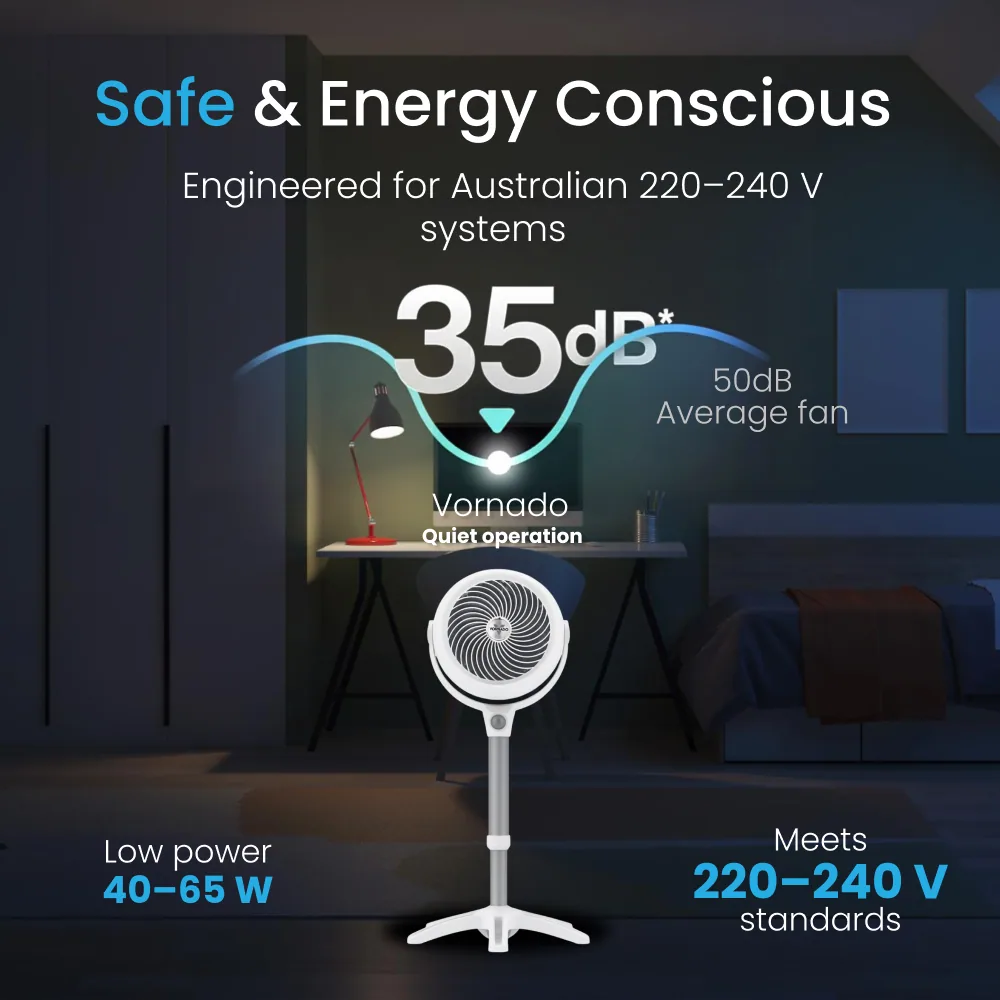 Safe & Energy Conscious
Engineered for Australian 220–240 V
systems
35dB*
50dB
Average fan
Vornado
Quiet operation
VORNADO
Low power
40–65 W
Meets
220–240 V
standards